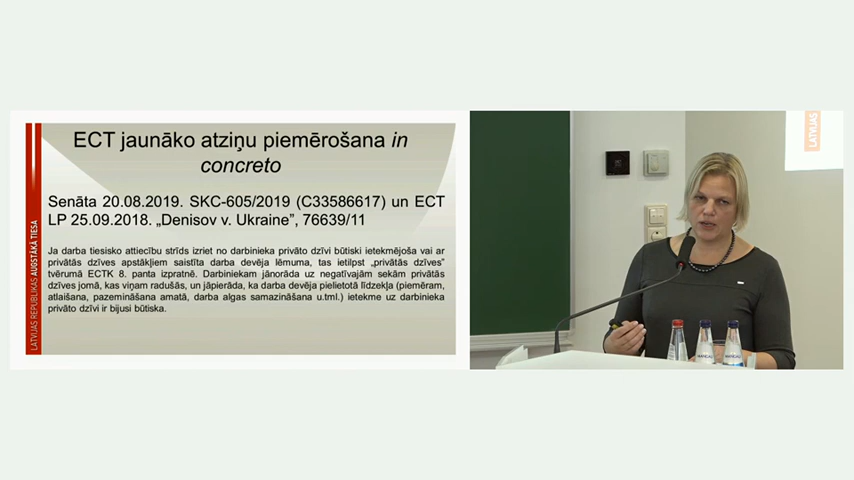 ECT jaunāko atziņu piemērošana in
concreto
Senāta 20.08.2019. SKC-605/2019 (C33586617) un ECT
LP 25.09.2018. „Denisov v. Ukraine”, 76639/11
Ja darba tiesisko attiecību strīds izriet no darbinieka privāto dzīvi būtiski ietekmējoša vai ar
privātās dzīves apstākļiem saistīta darba devēja lēmuma, tas ietilpst „privātās dzīves”
tvērumā ECTK 8. panta izpratnē. Darbiniekam jānorāda uz negatīvajām sekām privātās
dzīves jomā, kas viņam radušās, un jāpierāda, ka darba devēja pielietotā līdzekļa (piemēram,
atlaišana, pazemināšana amatā, darba algas samazināšana u.tml.) ietekme uz darbinieka
privāto dzīvi ir bijusi būtiska.
LATVIJAS REPUBLIKAS AUGSTĀKĀ TIESA
LATVIJAS